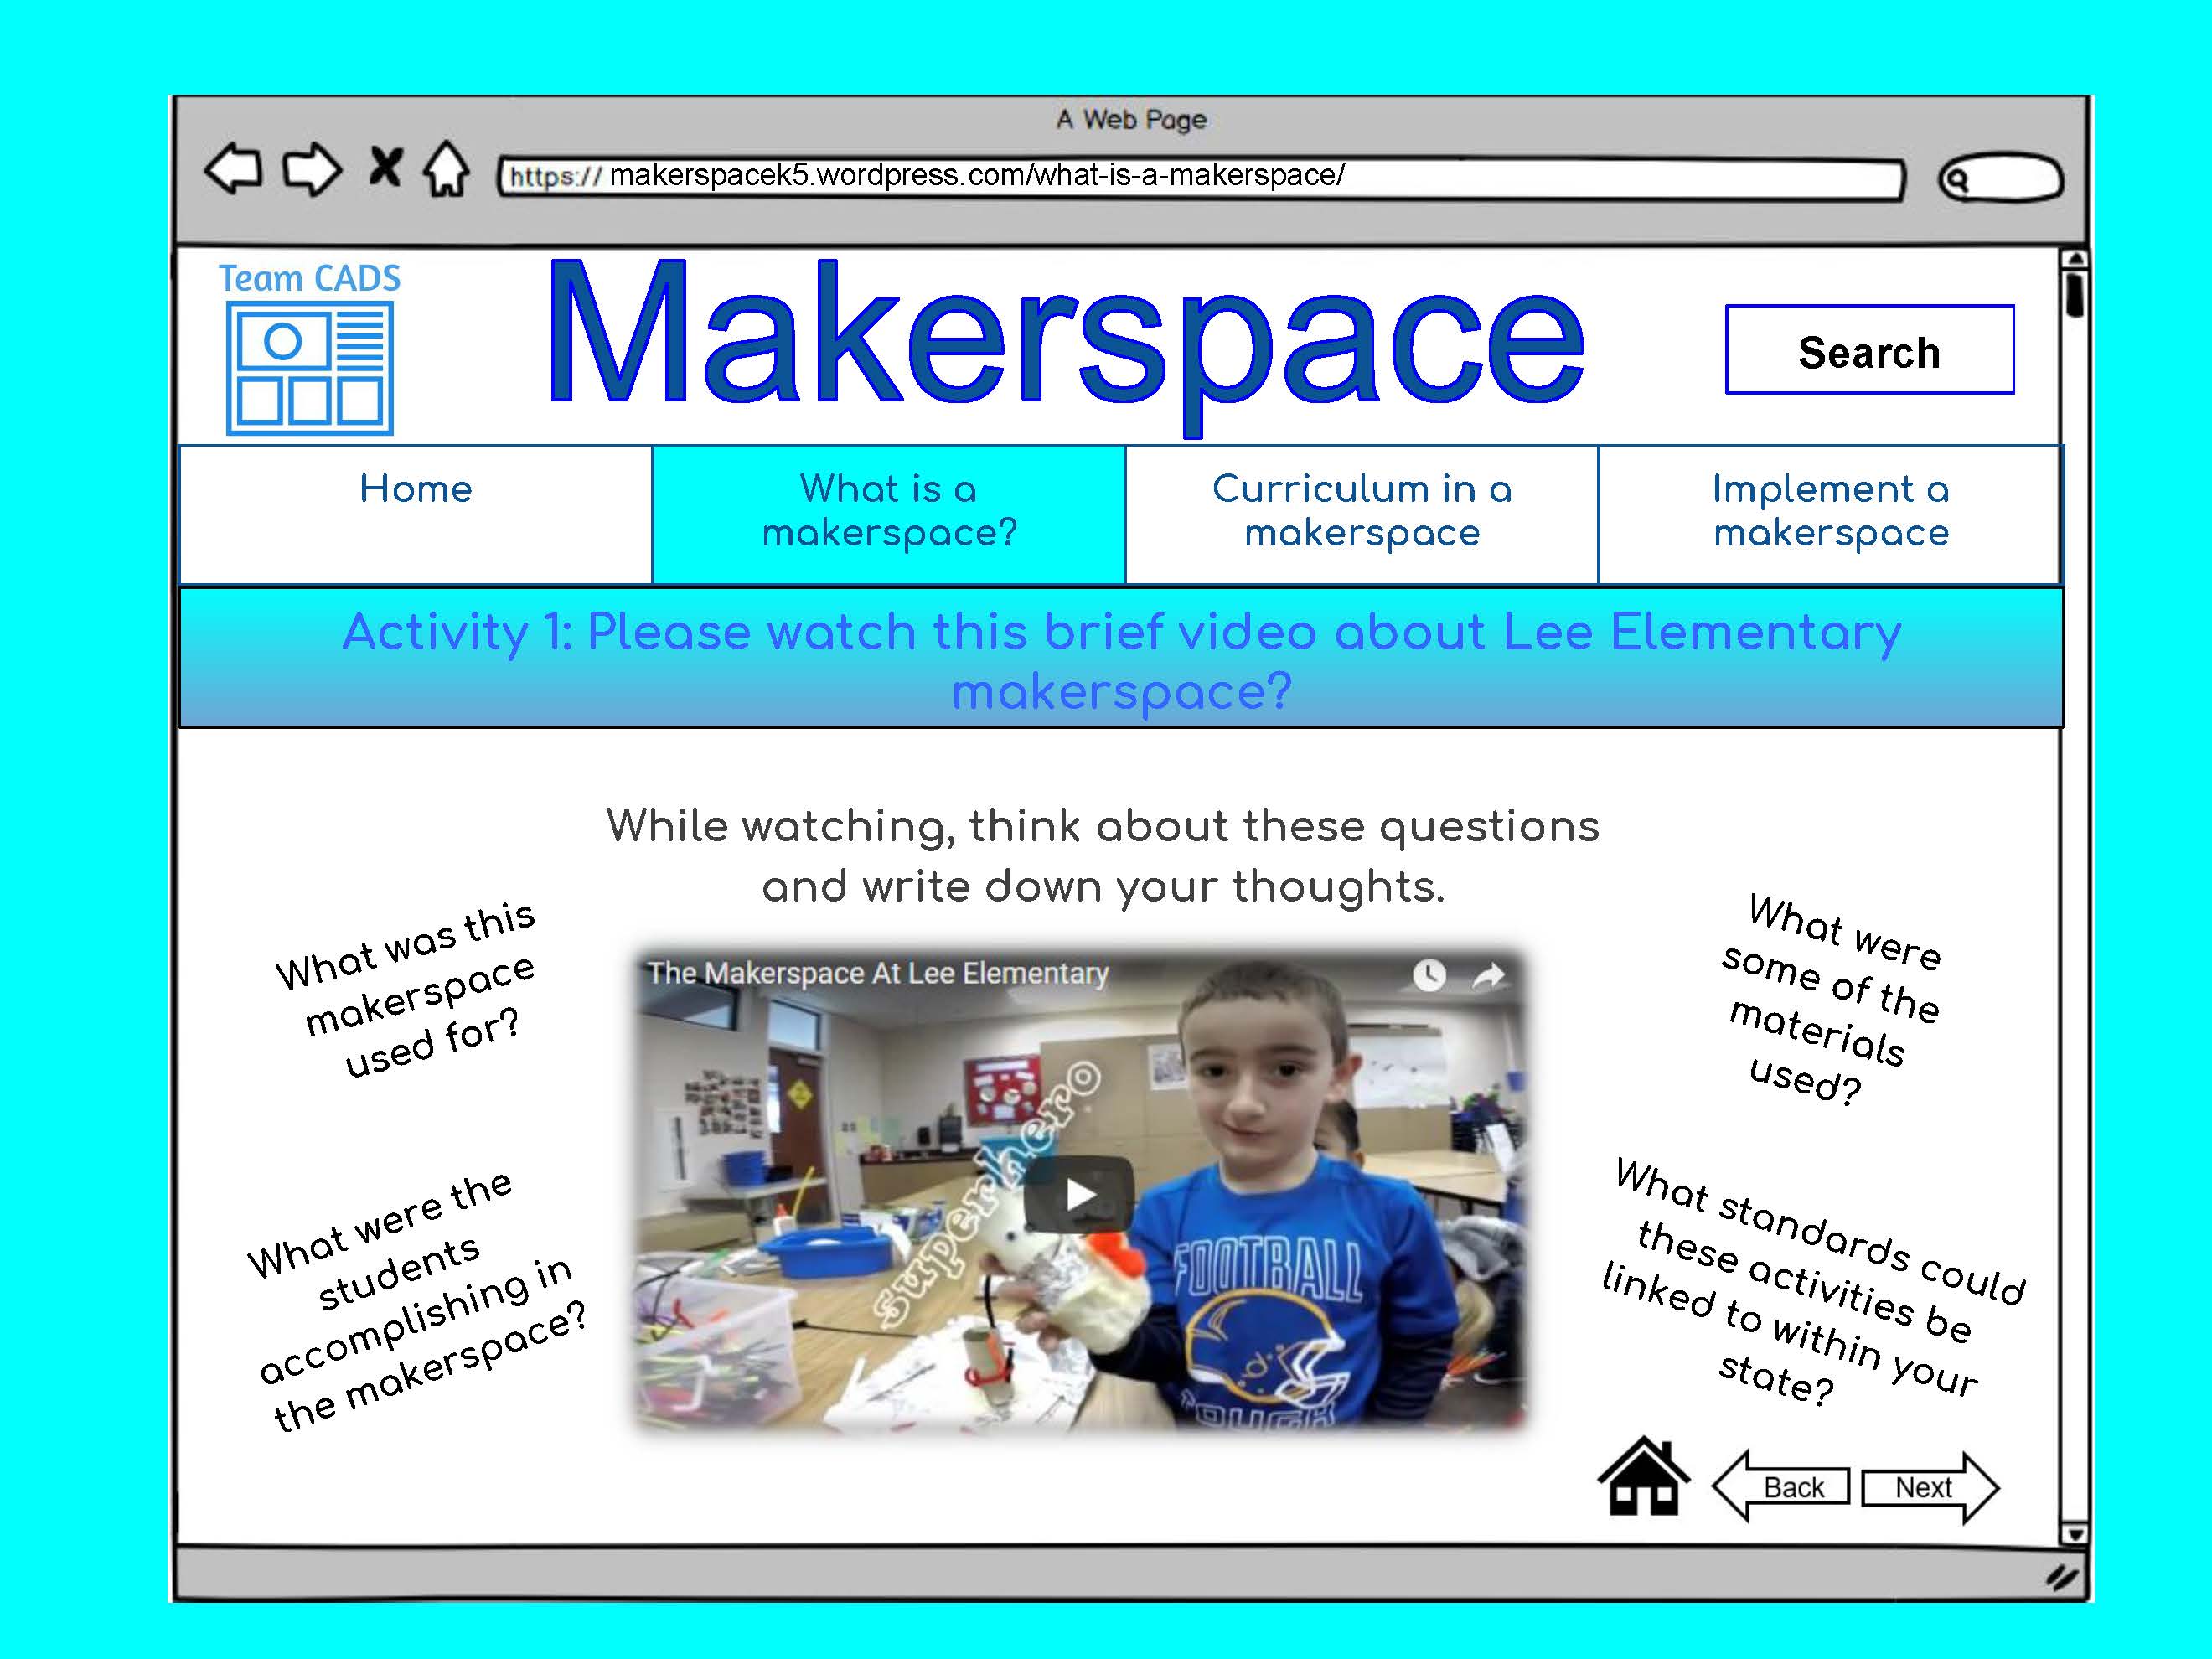 A Web Page
https:// makerspacek5.wordpress.com/what-is-a-makerspace/
Team CADS
Makerspace
Search
Home
What is a
makerspace?
Curriculum in a
makerspace
Implement a
makerspace
Activity 1: Please watch this brief video about Lee Elementary
makerspace?
While watching, think about these questions
and write down your thoughts.
What was this
makerspace
used for?
What were the
students
accomplishing in
the makerspace?
The Makerspace At Lee Elementary
superhero
FOOTBALL
TOUGH
What were
some of the
materials
used?
What standards could
these activities be
linked to within your
state?
Back
Next